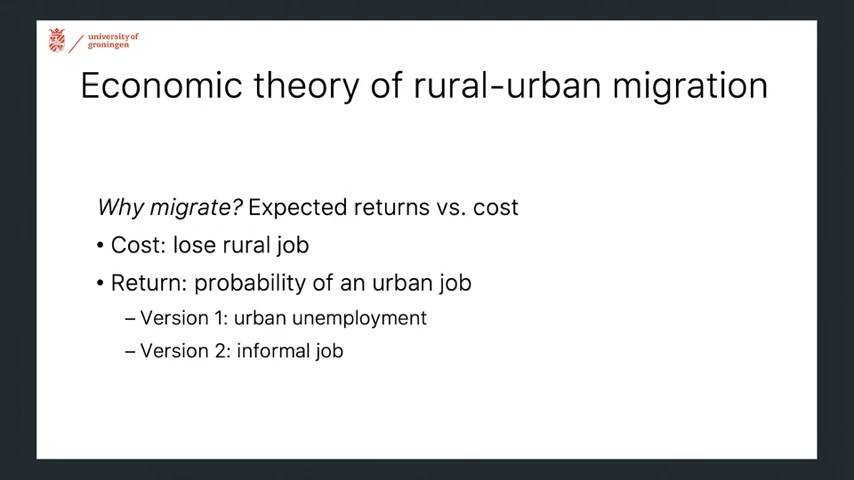 university of
groningen
Economic theory of rural-urban migration
Why migrate? Expected returns vs. cost
• Cost: lose rural job
• Return: probability of an urban job
– Version 1: urban unemployment
– Version 2: informal job